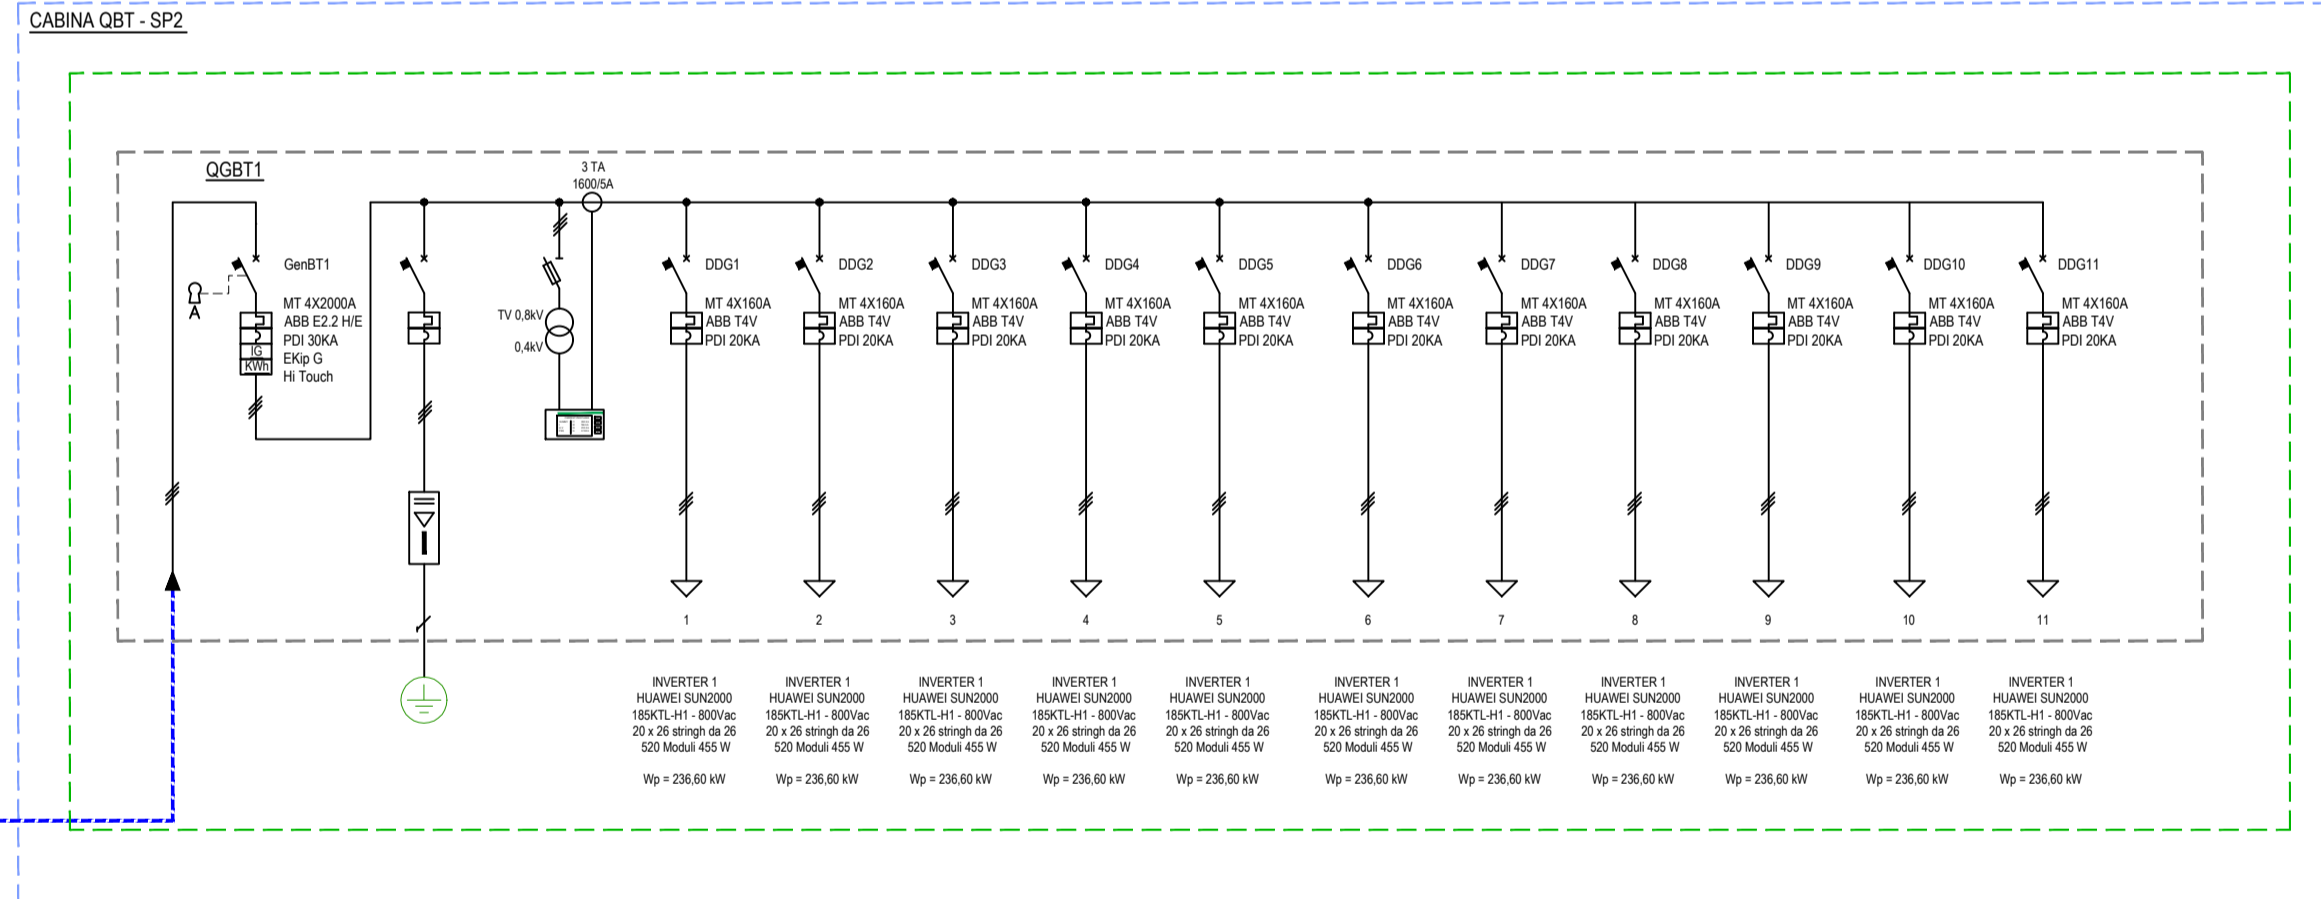 CABINA QBT - SP2
QGBT1
3 TA
1600/5A
GenBT1
MT 4X2000A
ABB E2.2 H/E
PDI 30KA
EKip G
Hi Touch
IG
KWh
A
TV 0,8kV
0,4kV
DDG1
MT 4X160A
ABB T4V
PDI 20KA
DDG2
MT 4X160A
ABB T4V
PDI 20KA
DDG3
MT 4X160A
ABB T4V
PDI 20KA
DDG4
MT 4X160A
ABB T4V
PDI 20KA
DDG5
MT 4X160A
ABB T4V
PDI 20KA
DDG6
MT 4X160A
ABB T4V
PDI 20KA
DDG7
MT 4X160A
ABB T4V
PDI 20KA
DDG8
MT 4X160A
ABB T4V
PDI 20KA
DDG9
MT 4X160A
ABB T4V
PDI 20KA
DDG10
MT 4X160A
ABB T4V
PDI 20KA
DDG11
MT 4X160A
ABB T4V
PDI 20KA
1
2
3
4
5
6
7
8
9
10
11
INVERTER 1
HUAWEI SUN2000
185KTL-H1 - 800Vac
20 x 26 stringh da 26
520 Moduli 455 W
Wp = 236,60 kW
INVERTER 1
HUAWEI SUN2000
185KTL-H1 - 800Vac
20 x 26 stringh da 26
520 Moduli 455 W
Wp = 236,60 kW
INVERTER 1
HUAWEI SUN2000
185KTL-H1 - 800Vac
20 x 26 stringh da 26
520 Moduli 455 W
Wp = 236,60 kW
INVERTER 1
HUAWEI SUN2000
185KTL-H1 - 800Vac
20 x 26 stringh da 26
520 Moduli 455 W
Wp = 236,60 kW
INVERTER 1
HUAWEI SUN2000
185KTL-H1 - 800Vac
20 x 26 stringh da 26
520 Moduli 455 W
Wp = 236,60 kW
INVERTER 1
HUAWEI SUN2000
185KTL-H1 - 800Vac
20 x 26 stringh da 26
520 Moduli 455 W
Wp = 236,60 kW
INVERTER 1
HUAWEI SUN2000
185KTL-H1 - 800Vac
20 x 26 stringh da 26
520 Moduli 455 W
Wp = 236,60 kW
INVERTER 1
HUAWEI SUN2000
185KTL-H1 - 800Vac
20 x 26 stringh da 26
520 Moduli 455 W
Wp = 236,60 kW
INVERTER 1
HUAWEI SUN2000
185KTL-H1 - 800Vac
20 x 26 stringh da 26
520 Moduli 455 W
Wp = 236,60 kW
INVERTER 1
HUAWEI SUN2000
185KTL-H1 - 800Vac
20 x 26 stringh da 26
520 Moduli 455 W
Wp = 236,60 kW
INVERTER 1
HUAWEI SUN2000
185KTL-H1 - 800Vac
20 x 26 stringh da 26
520 Moduli 455 W
Wp = 236,60 kW